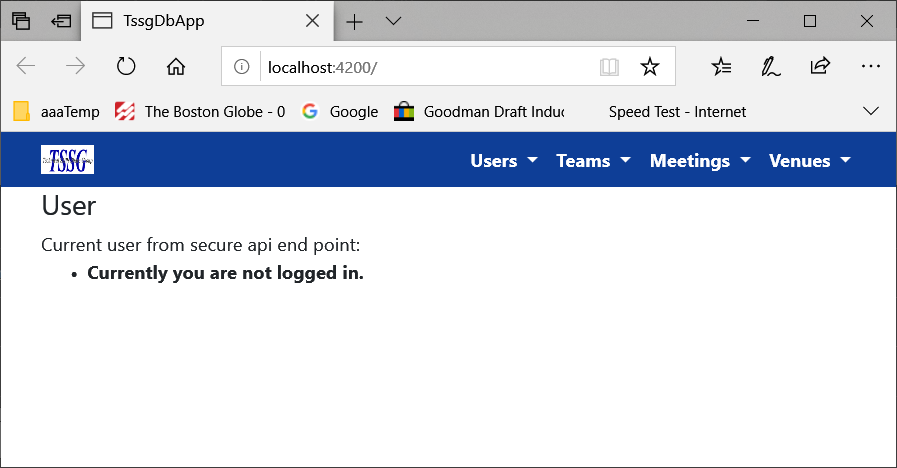 TssgDbApp
localhost:4200/
aaaTemp The Boston Globe - 0 Google Goodman Draft Induc Speed Test - Internet
TSSG Users Teams Meetings Venues
User
Current user from secure api end point:
Currently you are not logged in.